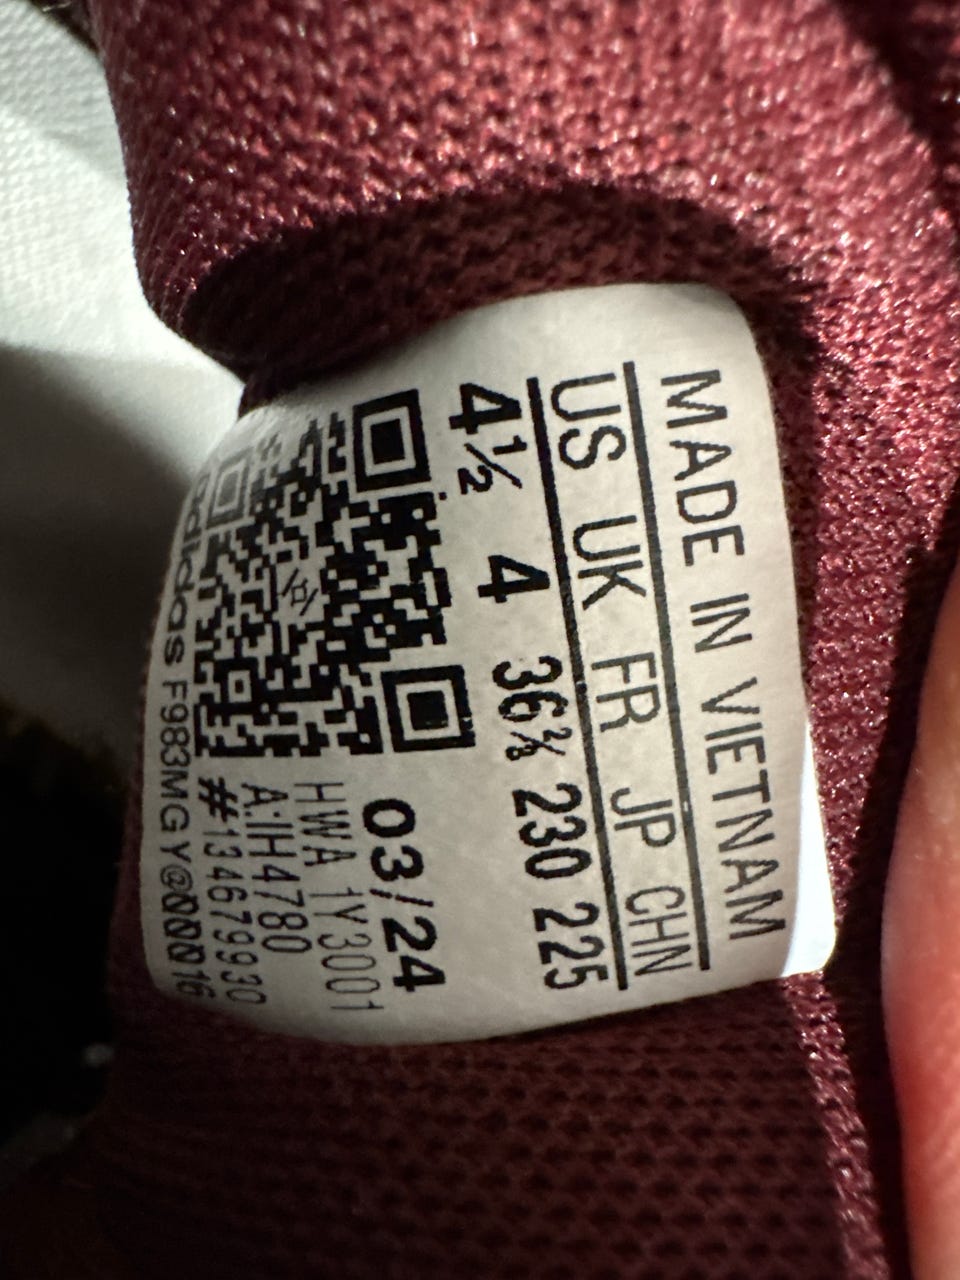 MADE IN VIETNAM
US UK FR JP CHN
4½ 4 36⅔ 230 225
03/24
HWA 1Y3001
A:IH4780
#134679930
adidas F983MGY@00016